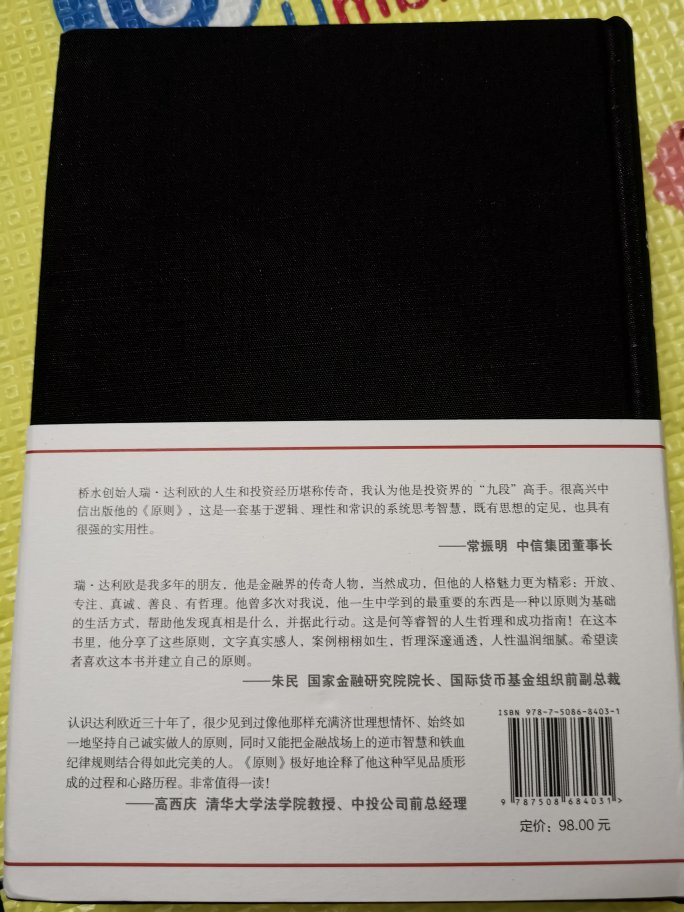 桥水创始人瑞·达利欧的人生和投资经历堪称传奇，我认为他是投资界的“九段”高手。很高兴中
信出版他的《原则》，这是一套基于逻辑、理性和常识的系统思考智慧，既有思想的定见，也具有
很强的实用性。
——常振明 中信集团董事长
瑞·达利欧是我多年的朋友，他是金融界的传奇人物，当然成功，但他的人格魅力更为精彩：开放、
专注、真诚、善良、有哲理。他曾多次对我说，他一生中学到的最重要的东西是一种以原则为基础
的生活方式，帮助他发现真相是什么，并据此行动。这是何等睿智的人生哲理和成功指南！在这本
书里，他分享了这些原则，文字真实感人，案例栩栩如生，哲理深邃通透，人性温润细腻。希望读
者喜欢这本书并建立自己的原则。
——朱民 国家金融研究院院长、国际货币基金组织前副总裁
认识达利欧近三十年了，很少见到过像他那样充满济世理想情怀、始终如
一地坚持自己诚实做人的原则，同时又能把金融战场上的逆市智慧和铁血
纪律规则结合得如此完美的人。《原则》极好地诠释了他这种罕见品质形
成的过程和心路历程。非常值得一读！
——高西庆 清华大学法学院教授、中投公司前总经理
ISBN 978-7-5086-8403-1
9 787508 684031 >
定价：98.00 元